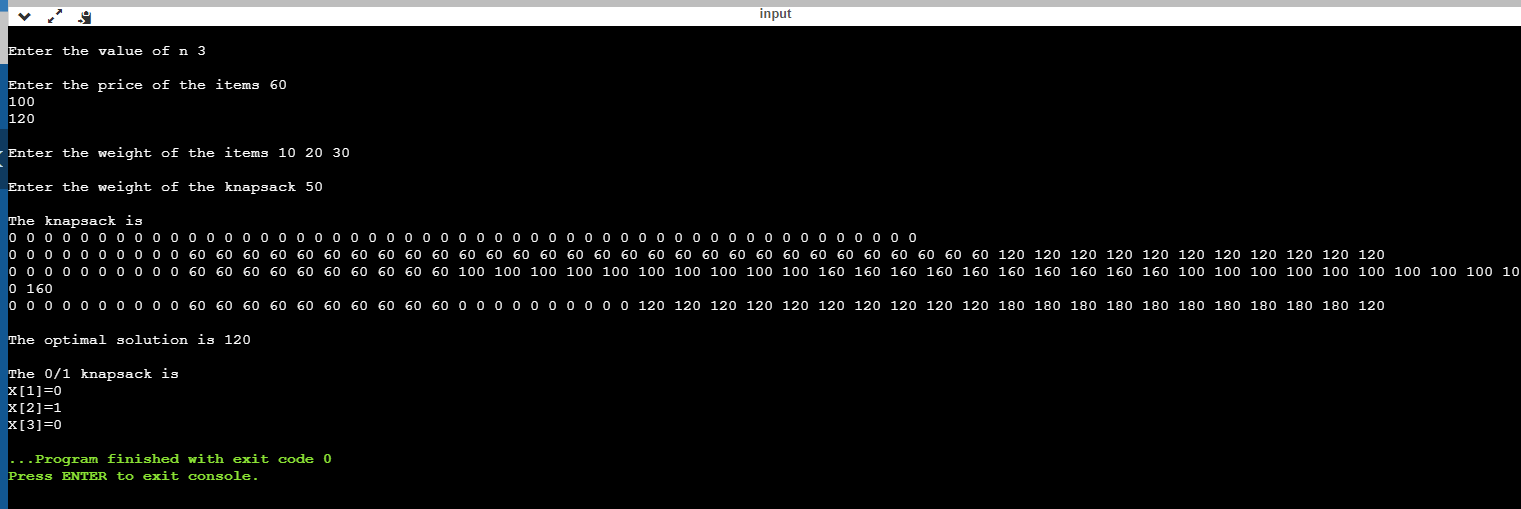 input
Enter the value of n 3
Enter the price of the items 60
100
120
Enter the weight of the items 10 20 30
Enter the weight of the knapsack 50
The knapsack is
0 0 0 0 0 0 0 0 0 0 0 0 0 0 0 0 0 0 0 0 0 0 0 0 0 0 0 0 0 0 0 0 0 0 0 0 0 0 0 0 0 0 0 0 0 0 0 0 0 0 0
0 0 0 0 0 0 0 0 0 0 60 60 60 60 60 60 60 60 60 60 60 60 60 60 60 60 60 60 60 60 60 60 60 60 60 60 60 60 60 60 120 120 120 120 120 120 120 120 120 120 120
0 0 0 0 0 0 0 0 0 0 60 60 60 60 60 60 60 60 60 60 100 100 100 100 100 100 100 100 100 100 160 160 160 160 160 160 160 160 160 160 100 100 100 100 100 100 100 100 100 10
0 160
0 0 0 0 0 0 0 0 0 0 60 60 60 60 60 60 60 60 60 60 0 0 0 0 0 0 0 0 0 0 120 120 120 120 120 120 120 120 120 120 180 180 180 180 180 180 180 180 180 180 120
The optimal solution is 120
The 0/1 knapsack is
X[1]=0
X[2]=1
X[3]=0
...Program finished with exit code 0
Press ENTER to exit console.